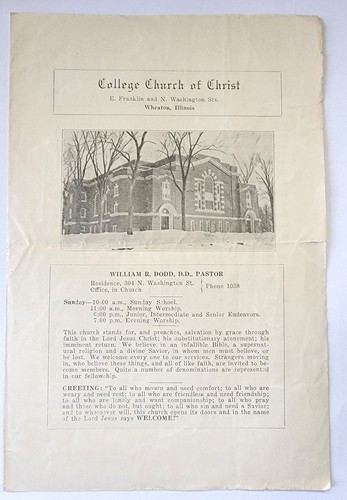 College Church of Christ
E. Franklin and N. Washington Sts.
Wheaton, Illinois
WILLIAM R. DODD, D.D., PASTOR
Residence, 304 N. Washington St.
Office, in Church
Phone 1038
Sunday—10:00 a.m., Sunday School.
11:00 a.m., Morning Worship.
6:00 p.m., Junior, Intermediate and Senior Endeavors.
7:00 p.m., Evening Worship.
This church stands for, and preaches, salvation by grace through
faith in the Lord Jesus Christ; his substitutionary atonement; his
imminent return. We believe in an infallible Bible, a supernat-
ural religion and a divine Savior, in whom men must believe, or
be lost. We welcome every one to our services. Strangers moving
in, who believe these things, and all of like faith, are invited to be-
come members. Quite a number of denominations are represented
in our fellowship.
GREETING: "To all who mourn and need comfort; to all who are
weary and need rest; to all who are friendless and need friendship;
to all who are lonely and want companionship; to all who pray
and those who do not, but ought; to all who sin and need a Savior;
and to whosoever will, this church opens its doors and in the name
of the Lord Jesus says WELCOME!"